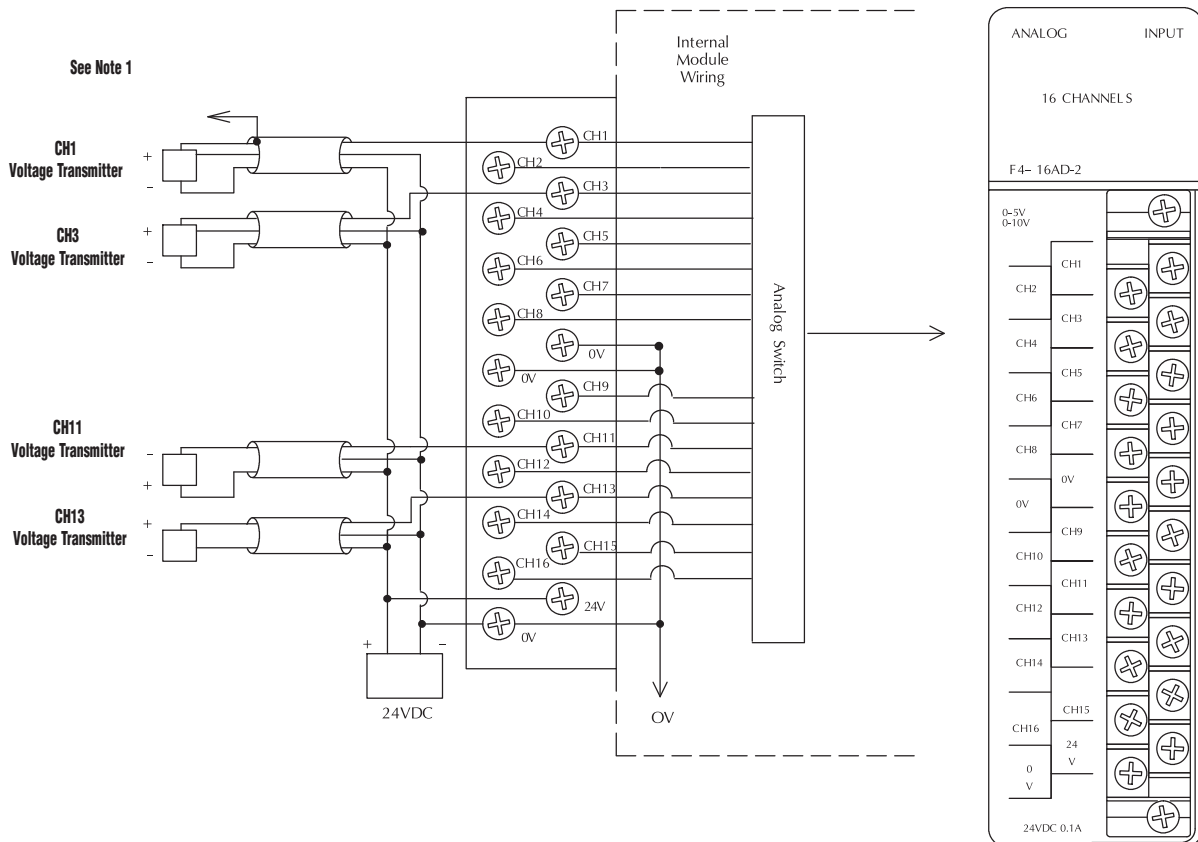 See Note 1
CH1
Voltage Transmitter
+
–
CH3
Voltage Transmitter
+
–
CH11
Voltage Transmitter
–
+
CH13
Voltage Transmitter
+
–
+
–
24VDC
Internal
Module
Wiring
CH1
CH2
CH3
CH4
CH5
CH6
CH7
CH8
0V
0V
CH9
CH10
CH11
CH12
CH13
CH14
CH15
CH16
24V
0V
OV
Analog Switch
ANALOG INPUT
16 CHANNELS
F4–16AD-2
0-5V
0-10V
CH1
CH2
CH3
CH4
CH5
CH6
CH7
CH8
0V
0V
CH9
CH10
CH11
CH12
CH13
CH14
CH15
CH16
24
V
0
V
24VDC 0.1A